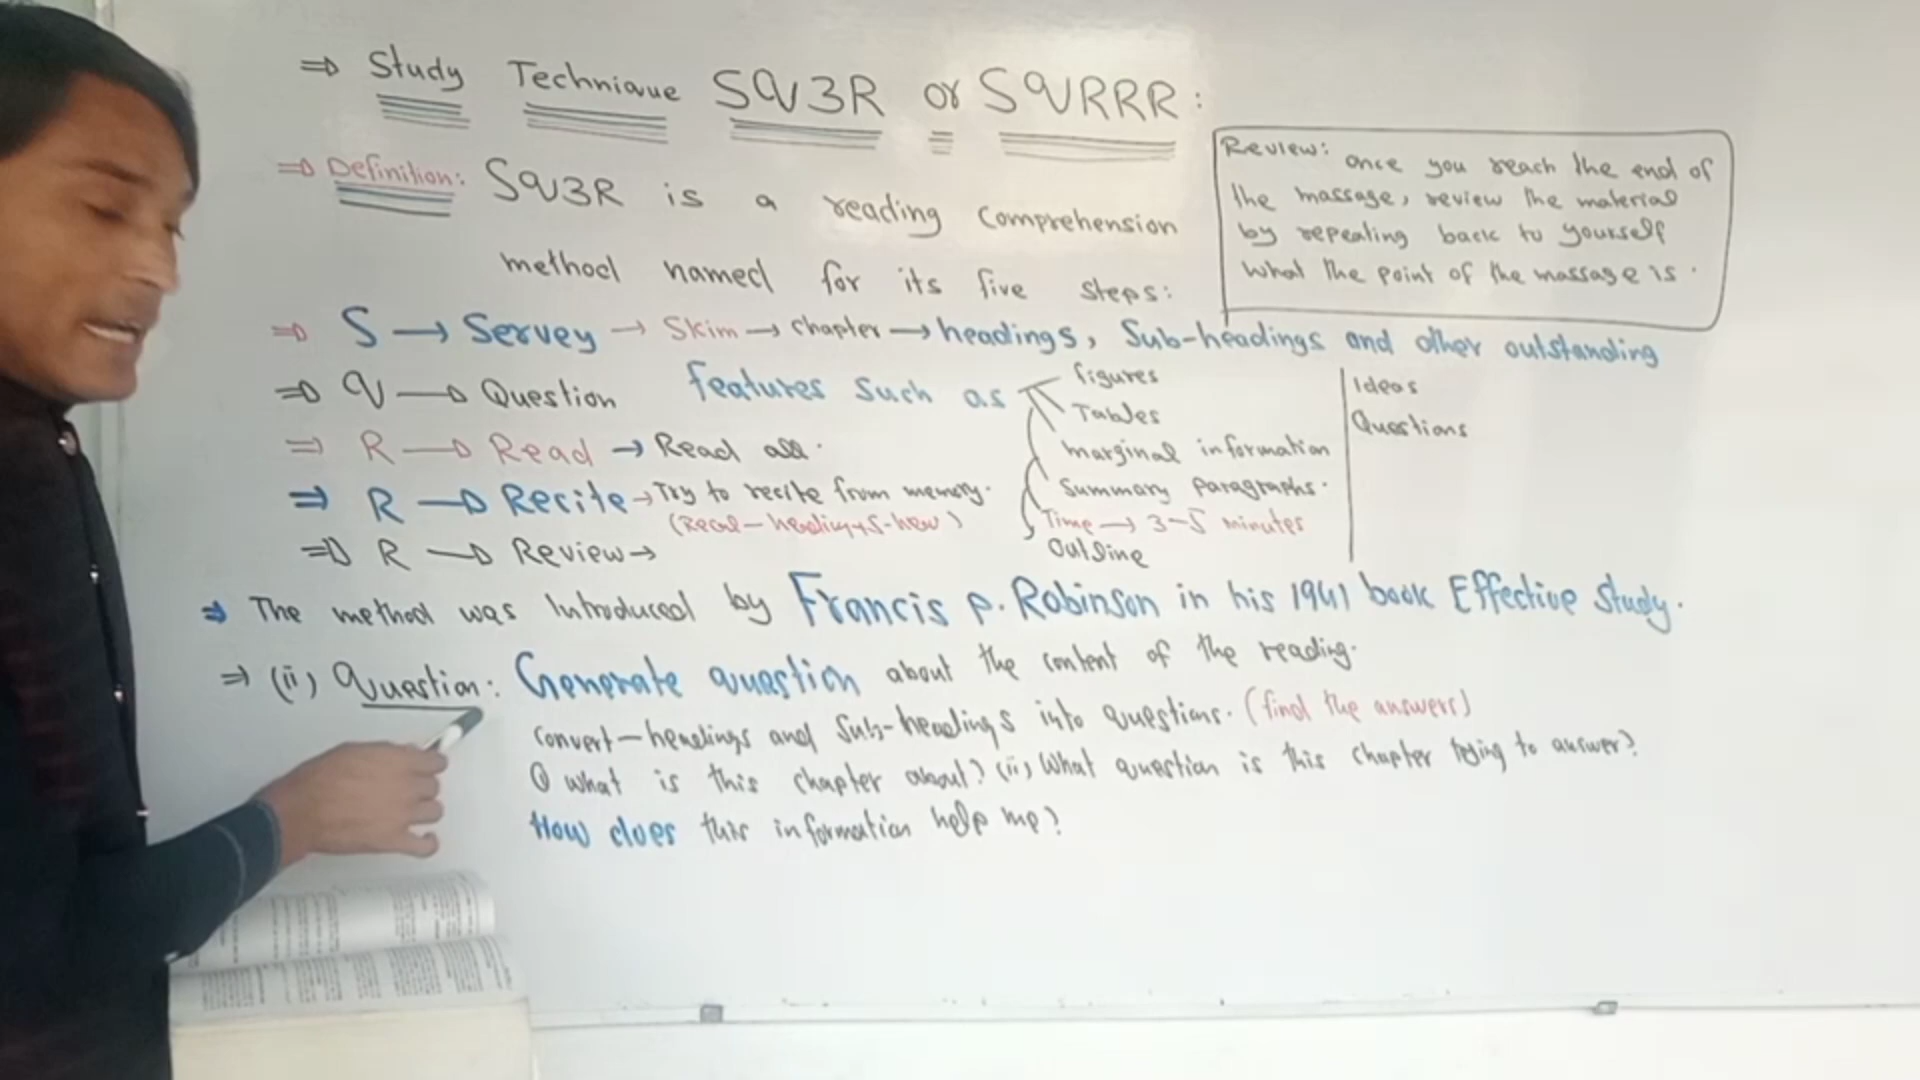 ⇒ Study Technique SQ3R or SQRRR:
⇒ Definition: SQ3R is a reading comprehension
method named for its five steps:
Review: once you reach the end of
the massage, review the material
by repeating back to yourself
what the point of the massage is.
⇒ S → Servey → Skim → chapter → headings, Sub-headings and other outstanding
⇒ Q → Question features such as
figures
Tables
marginal information
Summary paragraphs.
Time → 3-5 minutes
outline
Ideas
Questions
⇒ R → Read → Read all.
⇒ R → Recite → Try to recite from memory.
⇒ R → Review →
⇒ The method was Introduced by Francis P. Robinson in his 1941 book Effective Study.
⇒ (ii) Question: Generate question about the content of the reading.
Convert - headings and Sub-headings into questions. (find the answers)
① what is this chapter about? (ii) What question is this chapter trying to answer?
How does this information help me?